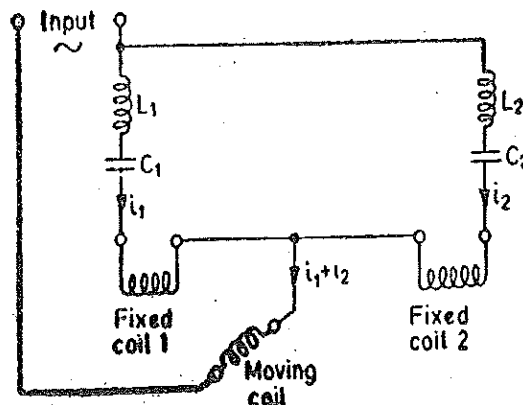 Input
~
L₁
L₂
C₁
C₂
i₁
i₂
i₁+i₂
Fixed
coil 1
Fixed
coil 2
Moving
coil